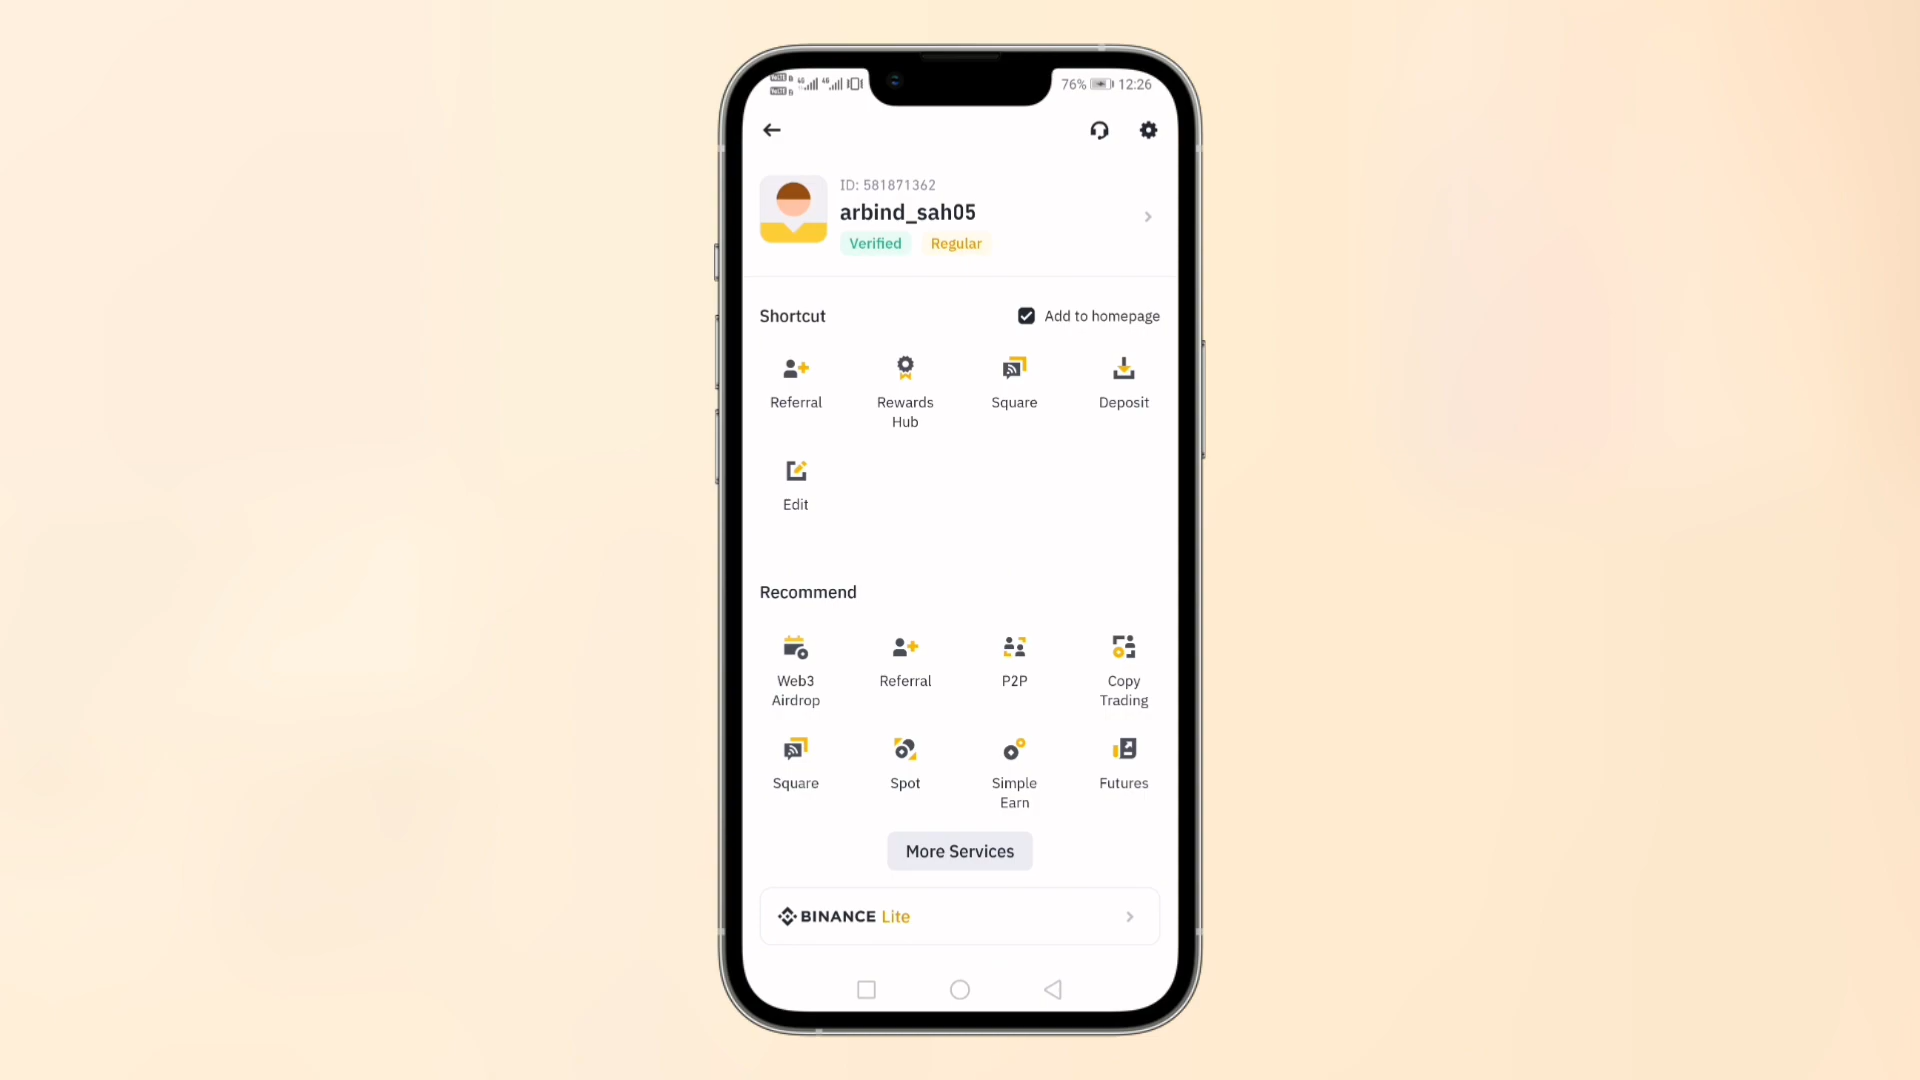 76% 12:26
ID: 581871362
arbind_sah05
Verified Regular
Shortcut Add to homepage
Referral Rewards Hub Square Deposit
Edit
Recommend
Web3 Airdrop Referral P2P Copy Trading
Square Spot Simple Earn Futures
More Services
BINANCE Lite